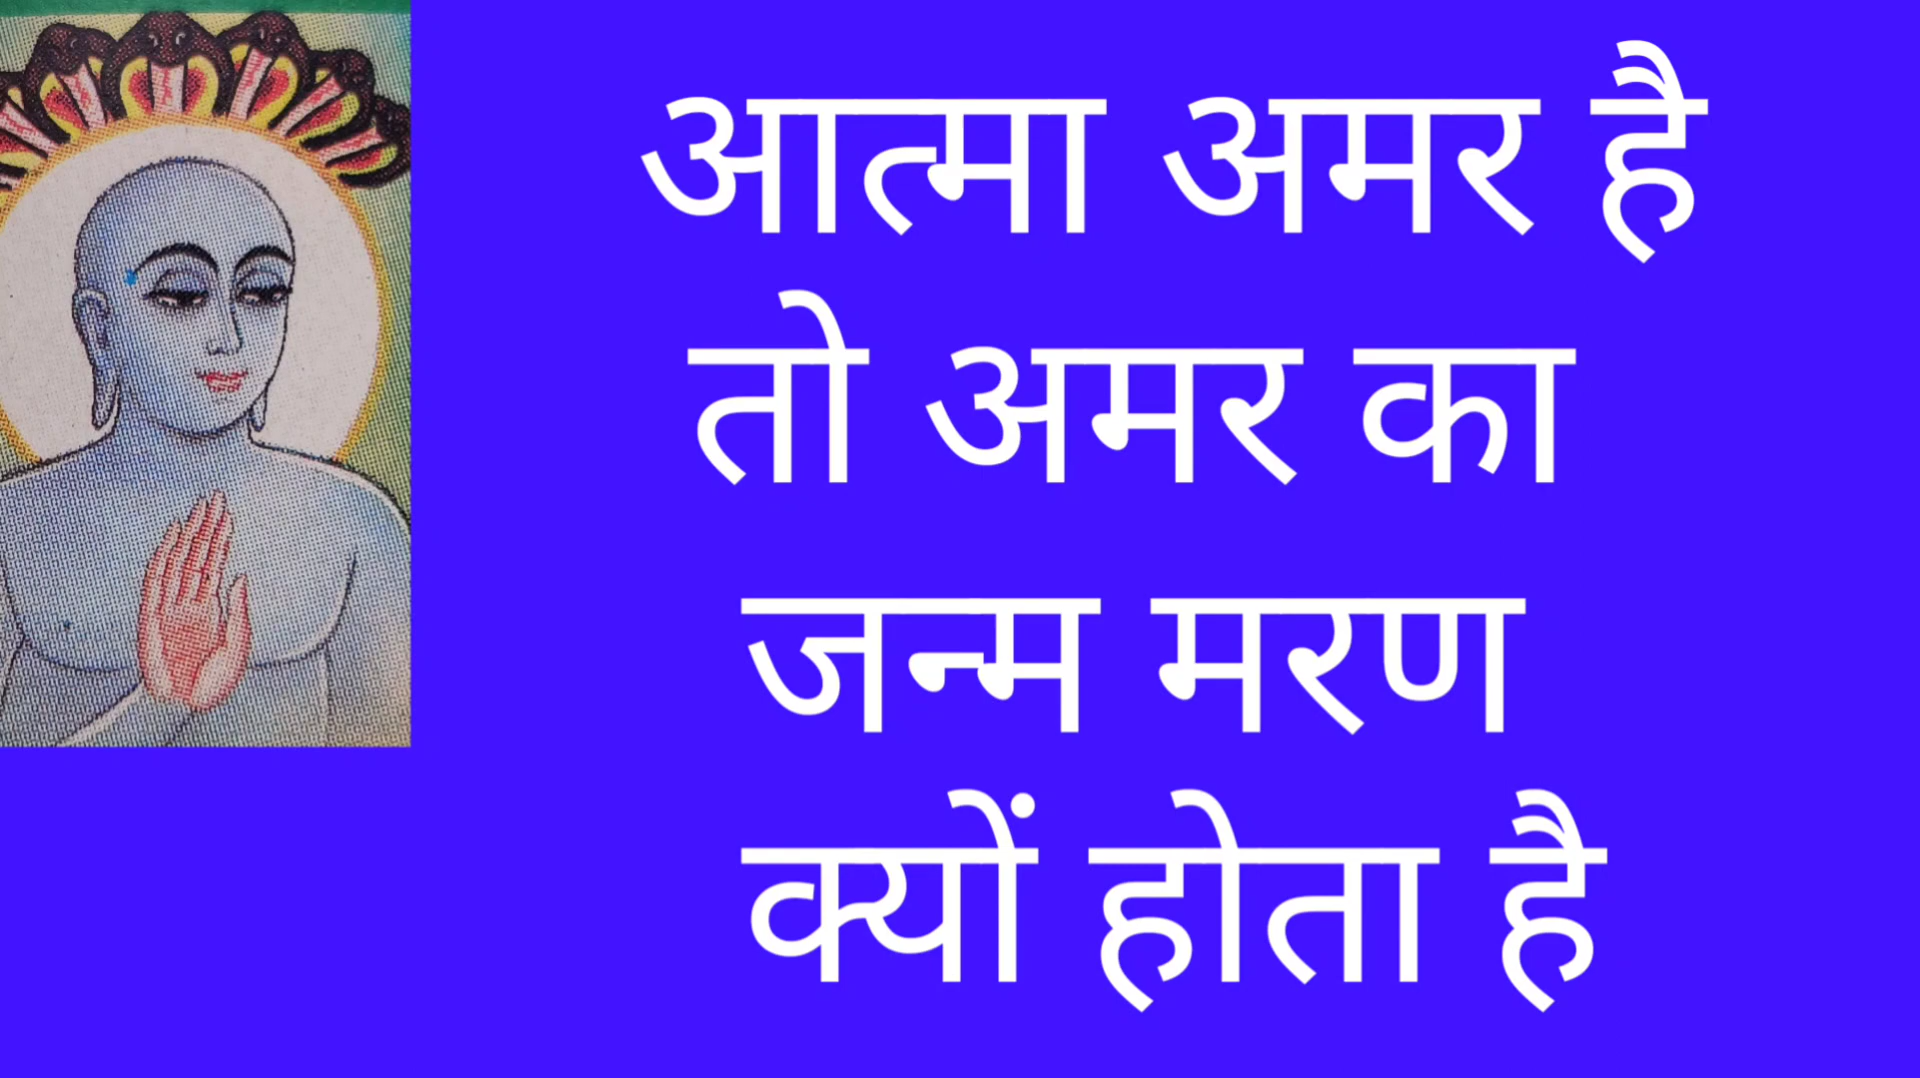 आत्मा अमर है
तो अमर का
जन्म मरण
क्यों होता है